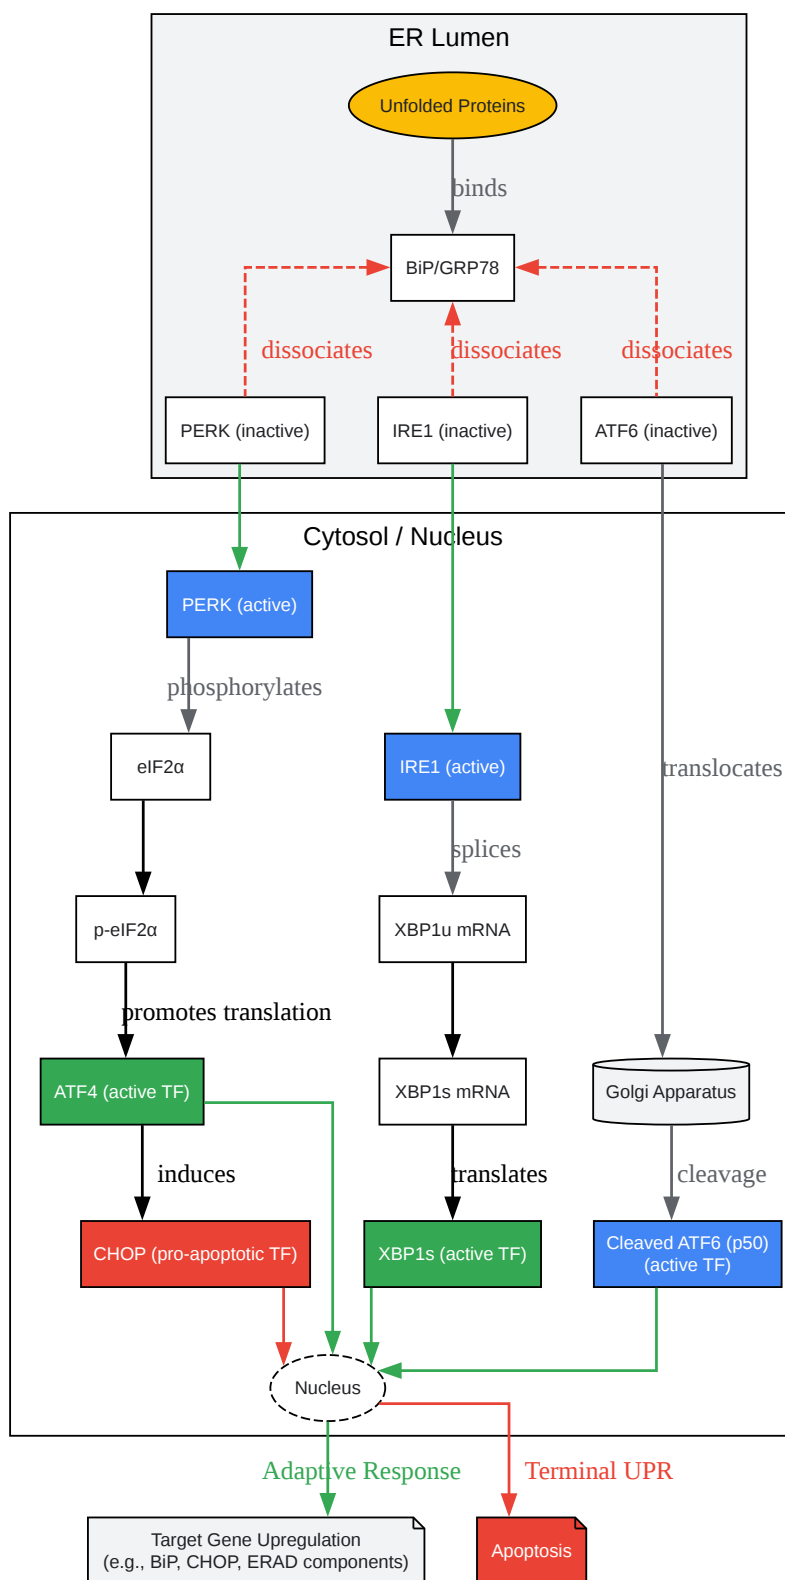 ER Lumen
Unfolded Proteins
binds
BiP/GRP78
dissociates
dissociates
dissociates
PERK (inactive)
IRE1 (inactive)
ATF6 (inactive)
Cytosol / Nucleus
PERK (active)
phosphorylates
eIF2α
IRE1 (active)
translocates
splices
p-eIF2α
XBP1u mRNA
promotes translation
ATF4 (active TF)
XBP1s mRNA
Golgi Apparatus
induces
translates
cleavage
CHOP (pro-apoptotic TF)
XBP1s (active TF)
Cleaved ATF6 (p50)
(active TF)
Nucleus
Adaptive Response
Terminal UPR
Target Gene Upregulation
(e.g., BiP, CHOP, ERAD components)
Apoptosis